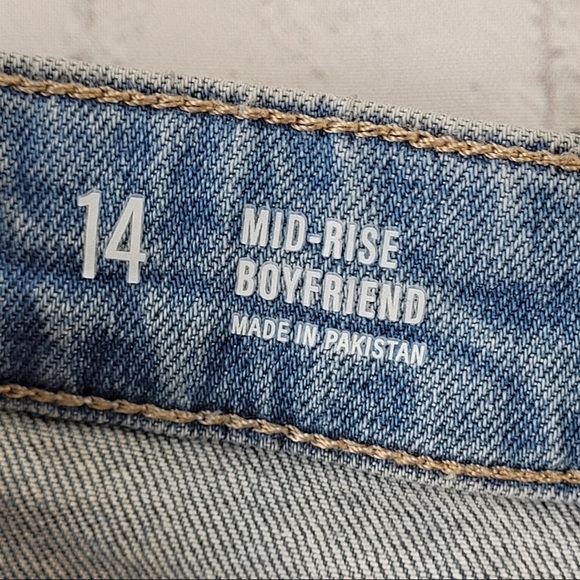 14
MID-RISE
BOYFRIEND
MADE IN PAKISTAN